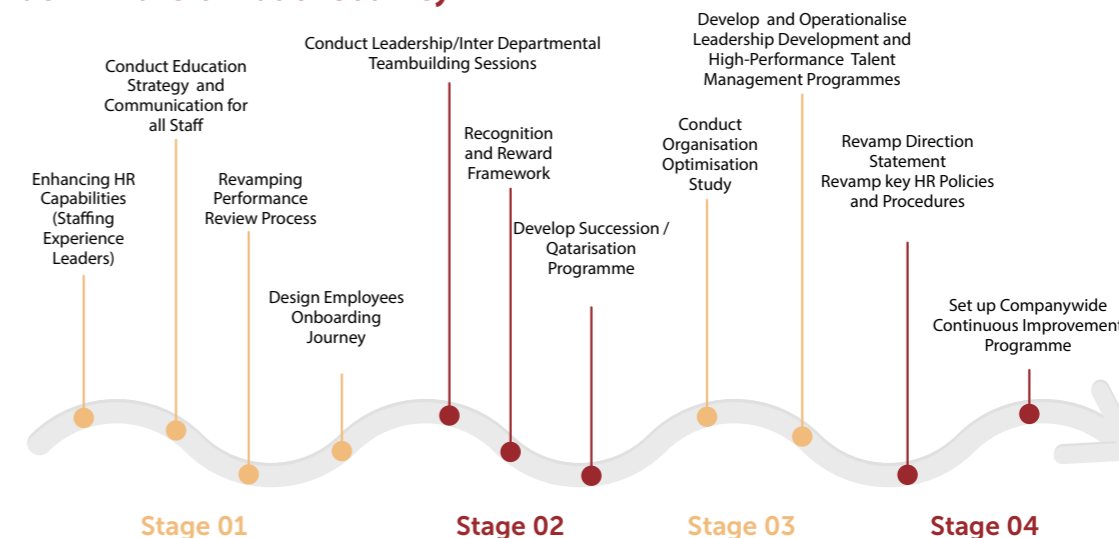 Enhancing HR
Capabilities
(Staffing
Experience
Leaders)
Conduct Education
Strategy and
Communication for
all Staff
Revamping
Performance
Review Process
Design Employees
Onboarding
Journey
Conduct Leadership/Inter Departmental
Teambuilding Sessions
Recognition
and Reward
Framework
Develop Succession /
Qatarisation
Programme
Conduct
Organisation
Optimisation
Study
Develop and Operationalise
Leadership Development and
High-Performance Talent
Management Programmes
Revamp Direction
Statement
Revamp key HR Policies
and Procedures
Set up Companywide
Continuous Improvement
Programme
Stage 01
Stage 02
Stage 03
Stage 04